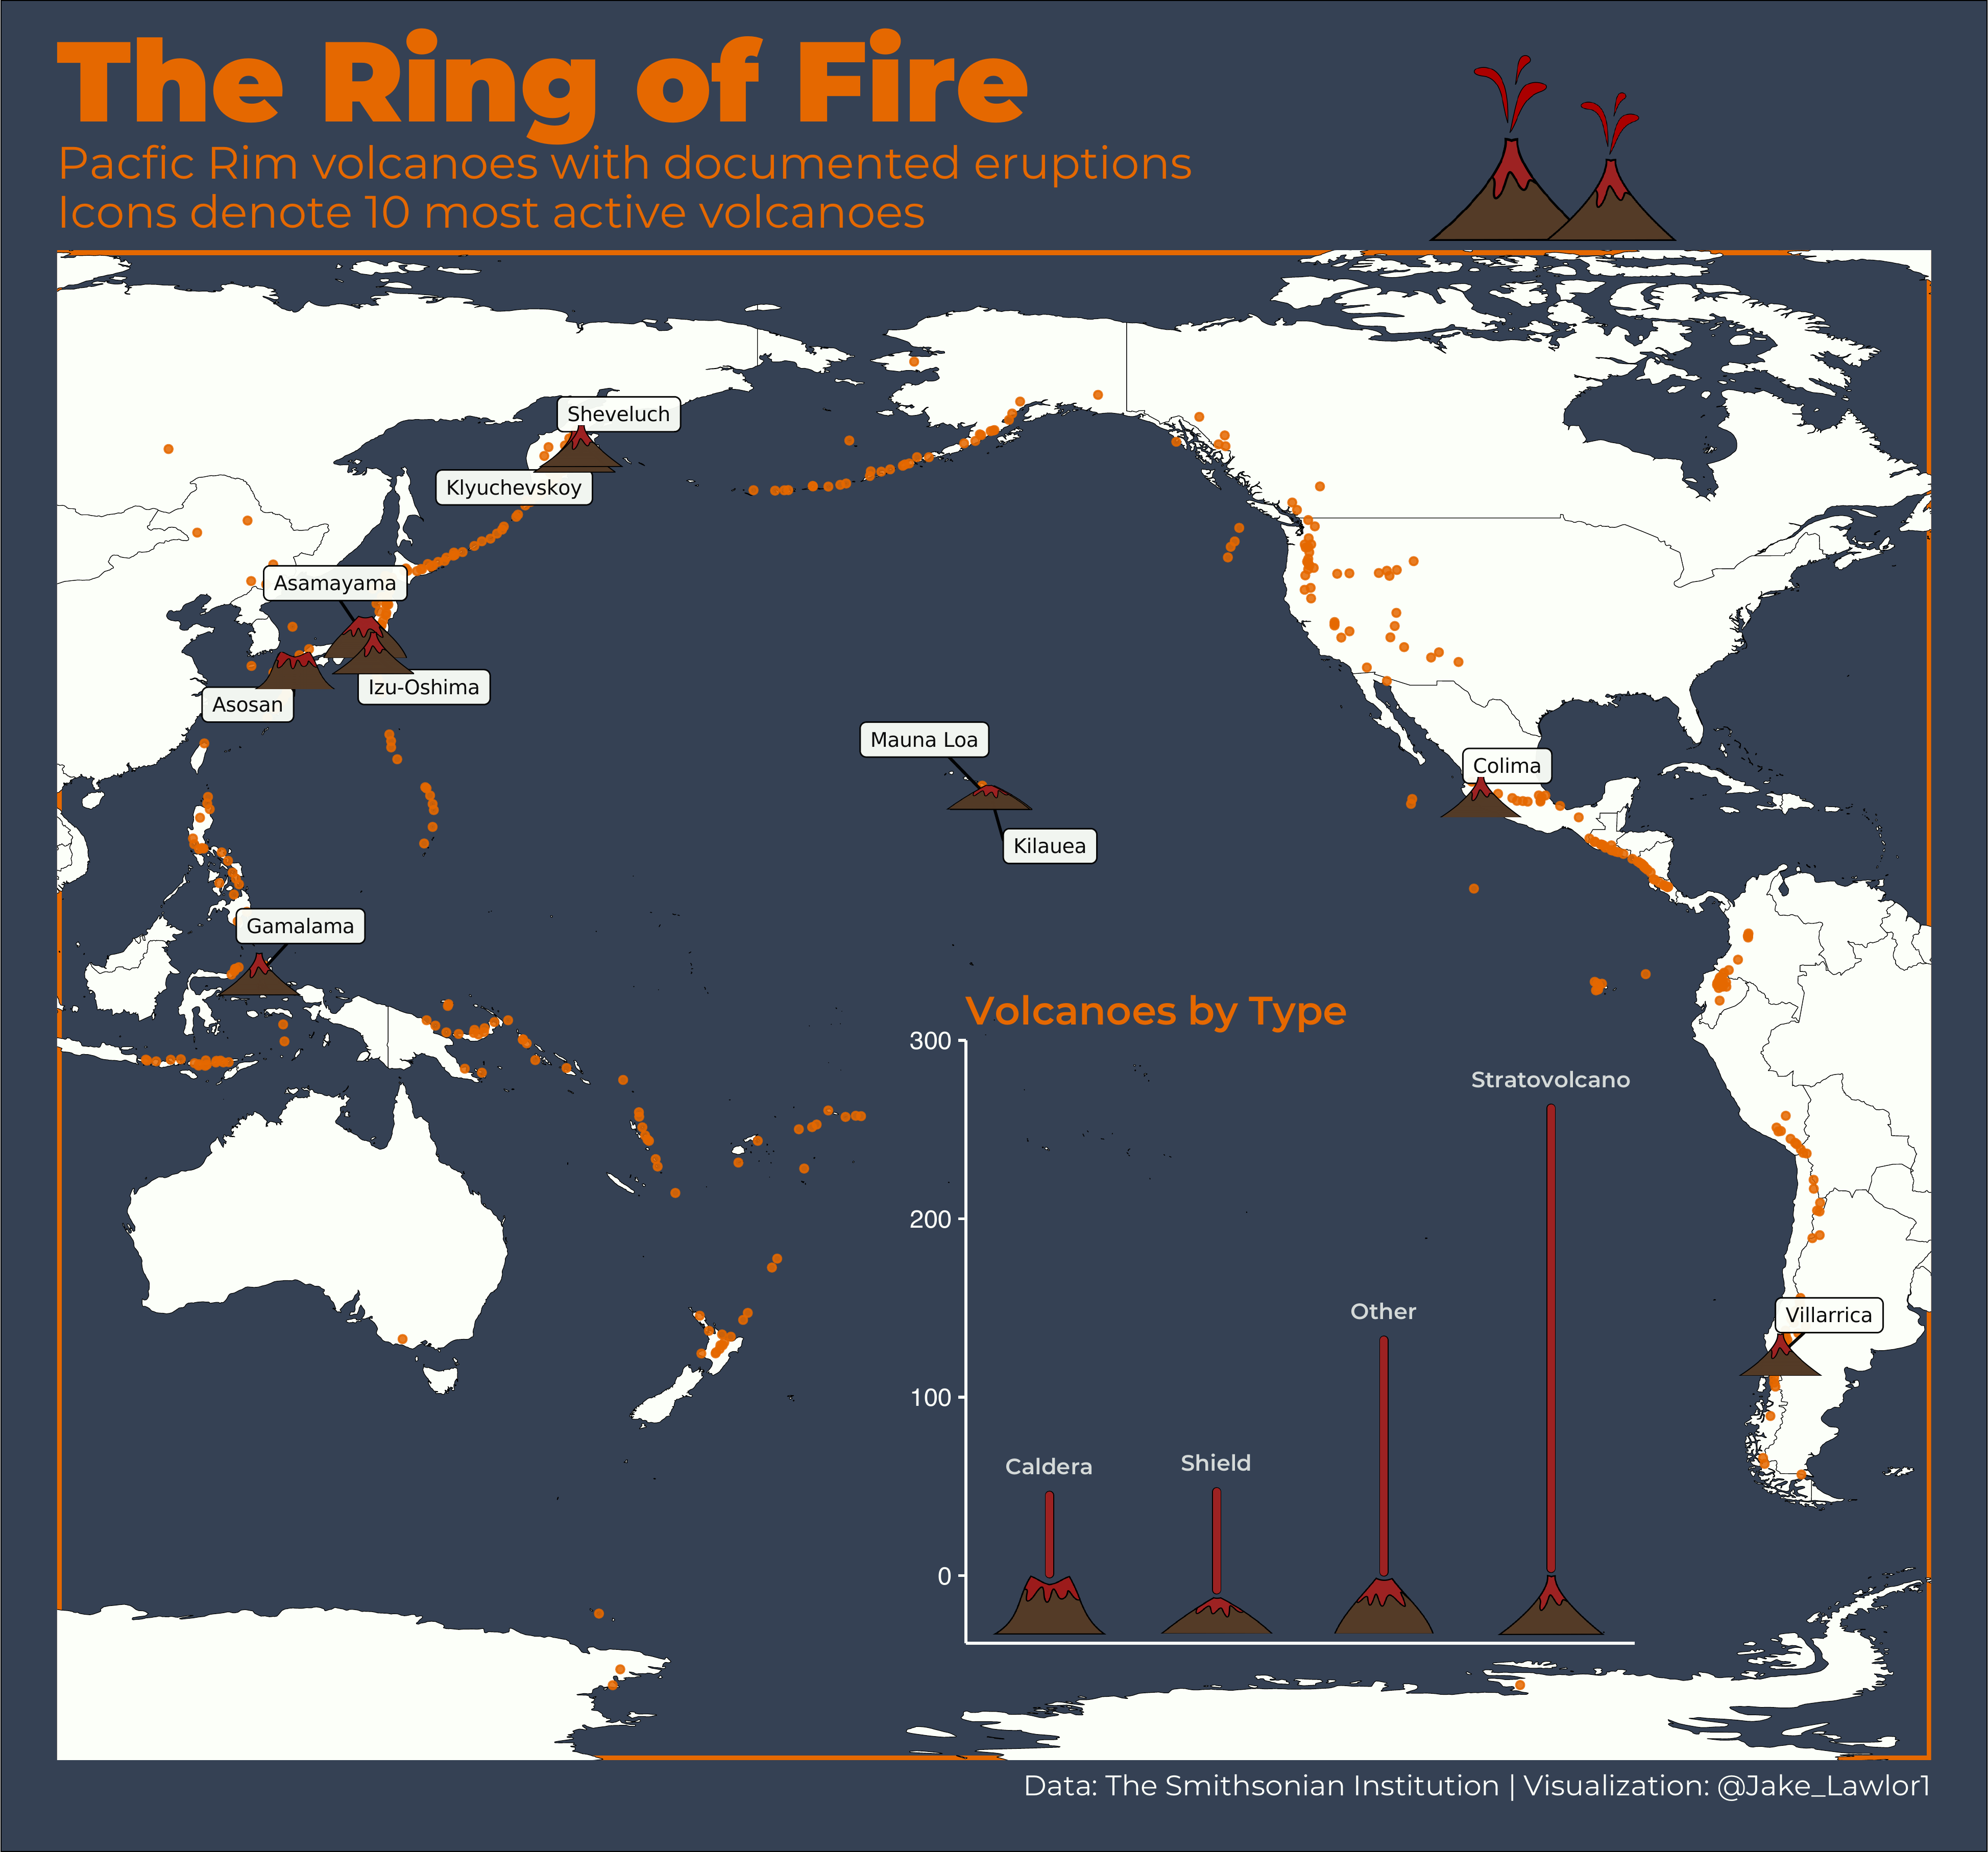 The Ring of Fire
Pacfic Rim volcanoes with documented eruptions
Icons denote 10 most active volcanoes
Sheveluch
Klyuchevskoy
Asamayama
Izu-Oshima
Asosan
Mauna Loa
Colima
Kilauea
Gamalama
Volcanoes by Type
300
Stratovolcano
200
Other
Villarrica
100
Caldera
Shield
0
Data: The Smithsonian Institution | Visualization: @Jake_Lawlor1